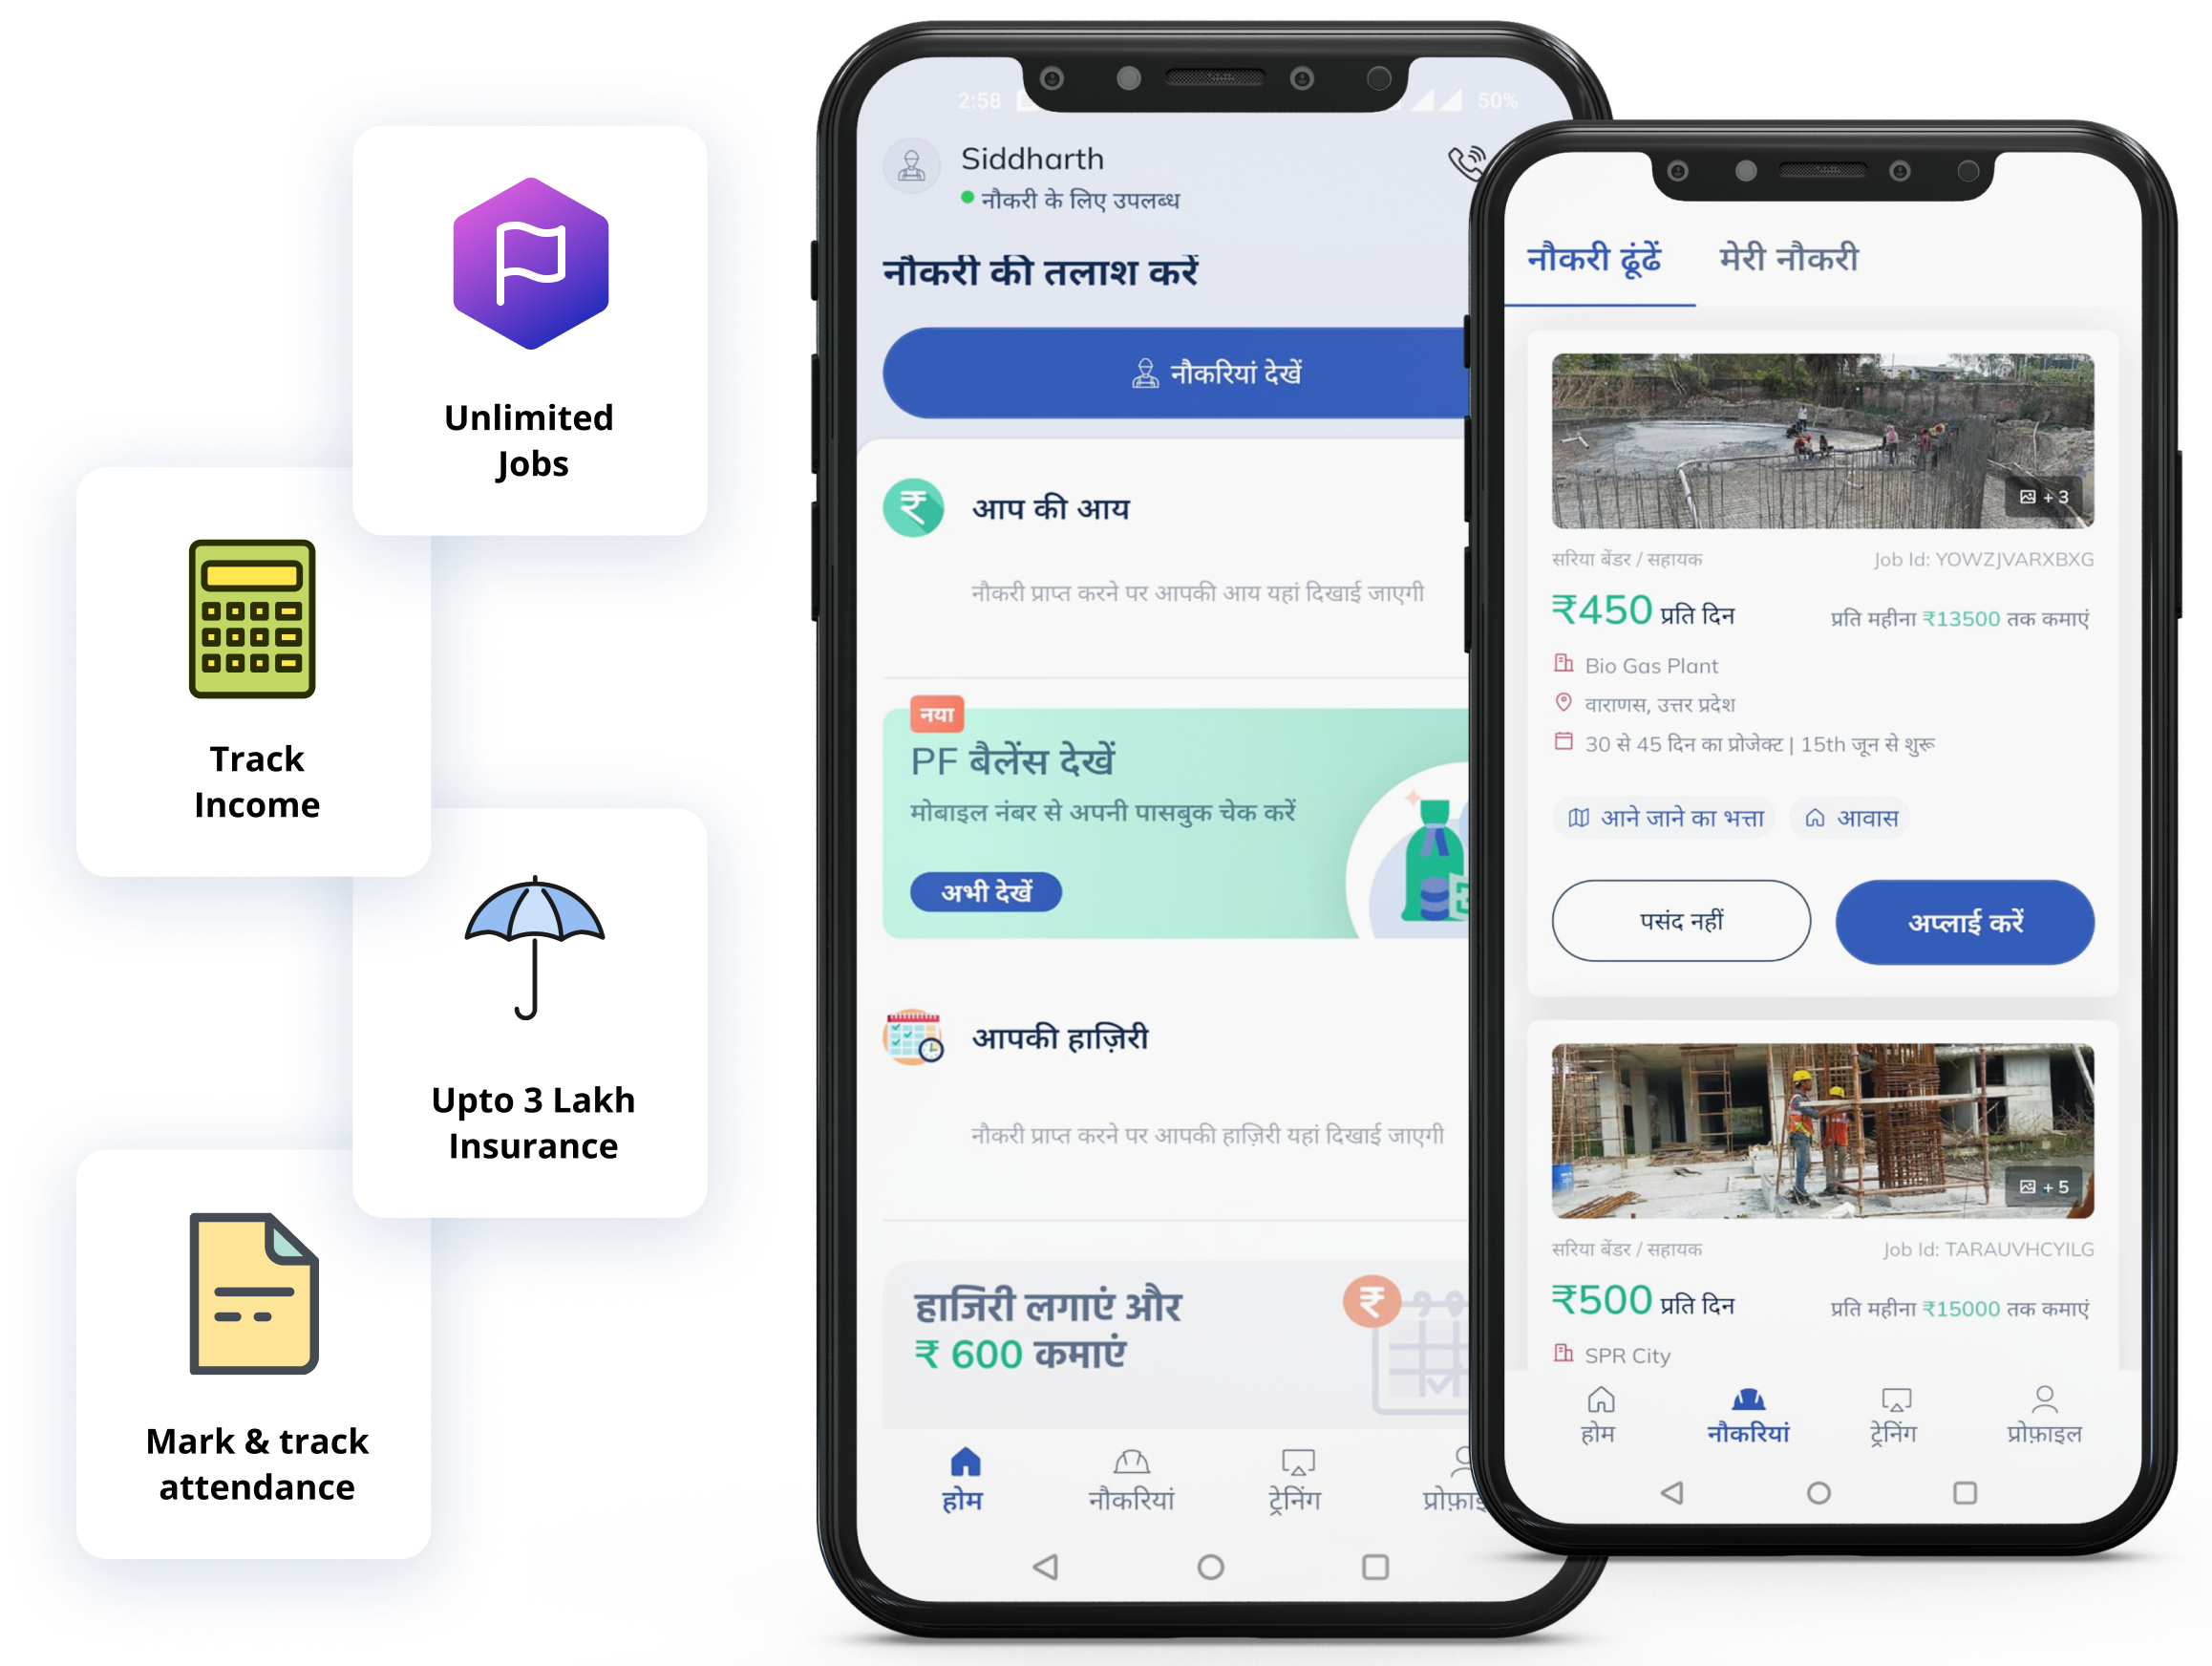 Unlimited
Jobs
Track
Income
Upto 3 Lakh
Insurance
Mark & track
attendance
2:58
50%
Siddharth
नौकरी के लिए उपलब्ध
नौकरी की तलाश करें
नौकरियां देखें
आप की आय
नौकरी प्राप्त करने पर आपकी आय यहां दिखाई जाएगी
नया
PF बैलेंस देखें
मोबाइल नंबर से अपनी पासबुक चेक करें
अभी देखें
आपकी हाज़िरी
नौकरी प्राप्त करने पर आपकी हाज़िरी यहां दिखाई जाएगी
हाजिरी लगाएं और
₹ 600 कमाएं
होम
नौकरियां
ट्रेनिंग
नौकरी ढूंढें
मेरी नौकरी
+ 3
सरिया बेंडर / सहायक
Job Id: YOWZJVARXBXG
₹450 प्रति दिन
प्रति महीना ₹13500 तक कमाएं
Bio Gas Plant
वाराणस, उत्तर प्रदेश
30 से 45 दिन का प्रोजेक्ट | 15th जून से शुरू
आने जाने का भत्ता
आवास
पसंद नहीं
अप्लाई करें
+ 5
सरिया बेंडर / सहायक
Job Id: TARAUVHCYILG
₹500 प्रति दिन
प्रति महीना ₹15000 तक कमाएं
SPR City
होम
नौकरियां
ट्रेनिंग
प्रोफ़ाइल